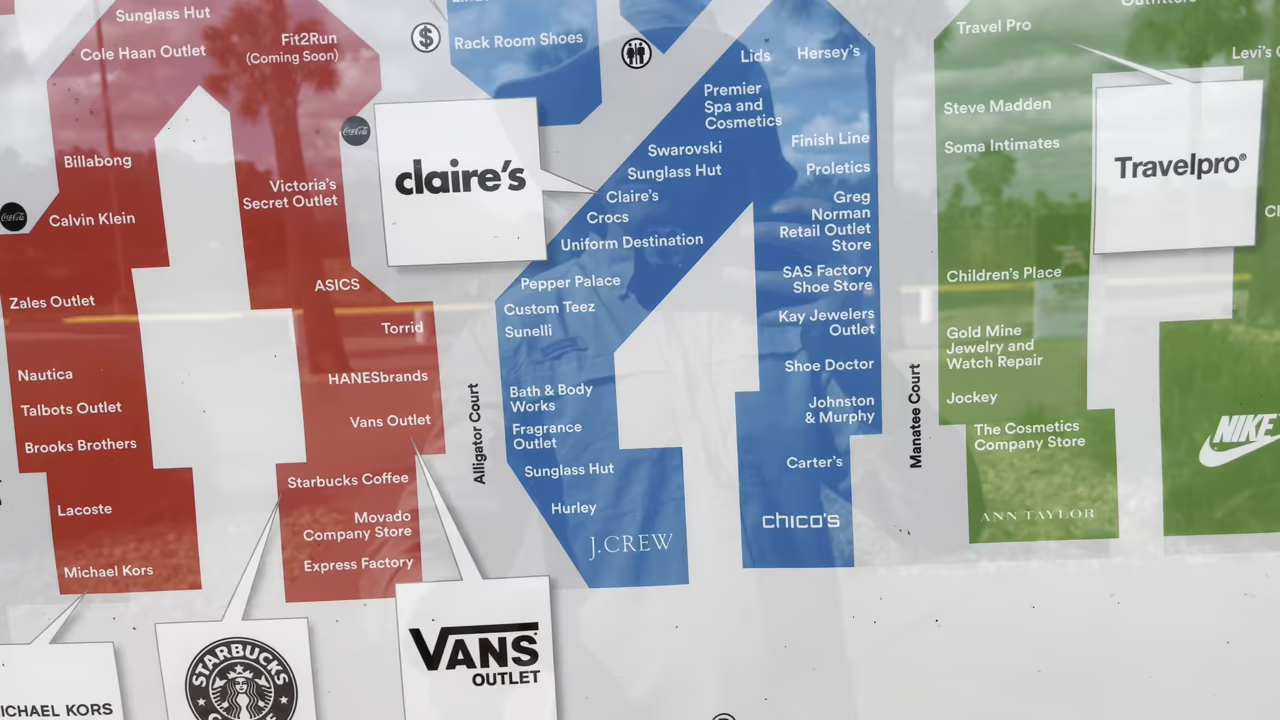 Sunglass Hut
Cole Haan Outlet
Fit2Run
(Coming Soon)
Billabong
Calvin Klein
Coca-Cola
Zales Outlet
Nautica
Talbots Outlet
Brooks Brothers
Lacoste
Michael Kors
Victoria's
Secret Outlet
ASICS
Torrid
HANESbrands
Vans Outlet
Starbucks Coffee
Movado
Company Store
Express Factory
ICHAEL KORS
STARBUCKS
VANS
OUTLET
Alligator Court
$
Rack Room Shoes
Coca-Cola
claire's
Lids
Hersey's
Premier
Spa and
Cosmetics
Swarovski
Sunglass Hut
Claire's
Crocs
Uniform Destination
Pepper Palace
Custom Teez
Sunelli
Bath & Body
Works
Fragrance
Outlet
Sunglass Hut
Hurley
J.CREW
Finish Line
Proletics
Greg
Norman
Retail Outlet
Store
SAS Factory
Shoe Store
Kay Jewelers
Outlet
Shoe Doctor
Johnston
& Murphy
Carter's
chico's
Manatee Court
Travel Pro
Steve Madden
Soma Intimates
Children's Place
Gold Mine
Jewelry and
Watch Repair
Jockey
The Cosmetics
Company Store
ANN TAYLOR
Travelpro®
Levi's
NIKE